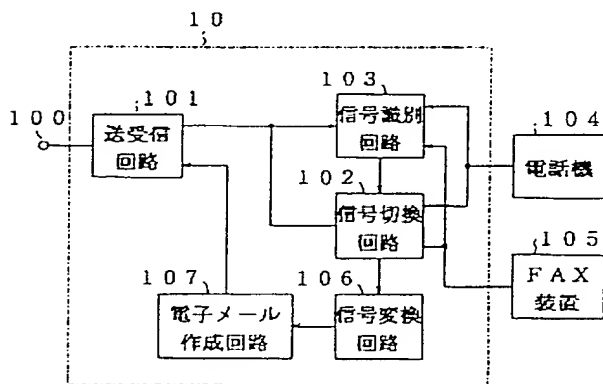 １０
１００
１０１
送受信
回路
１０３
信号識別
回路
１０４
電話機
１０２
信号切換
回路
１０５
ＦＡＸ
装置
１０７
電子メール
作成回路
１０６
信号変換
回路